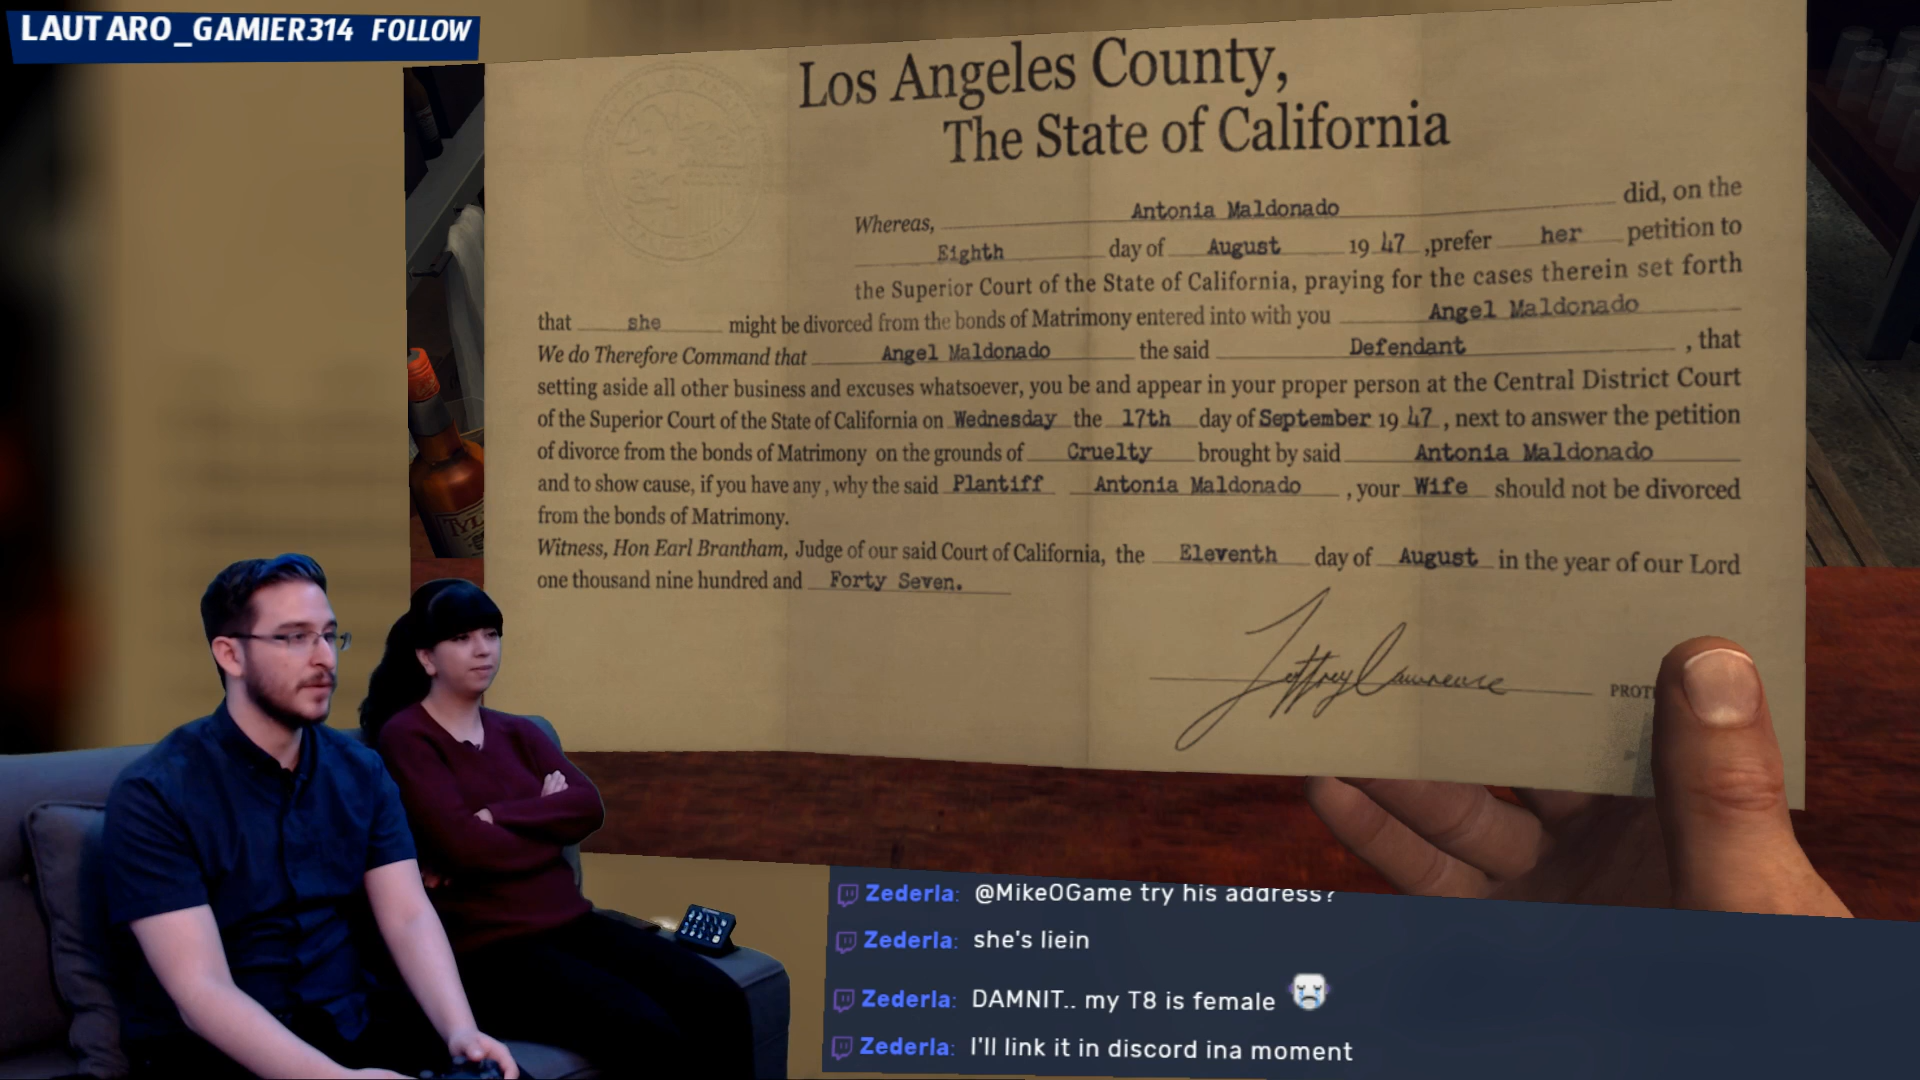 LAUTARO_GAMIER314 FOLLOW
Los Angeles County,
The State of California
Whereas, Antonia Maldonado did, on the
Eighth day of August 1947, prefer her petition to
the Superior Court of the State of California, praying for the cases therein set forth
that she might be divorced from the bonds of Matrimony entered into with you Angel Maldonado
We do Therefore Command that Angel Maldonado the said Defendant, that
setting aside all other business and excuses whatsoever, you be and appear in your proper person at the Central District Court
of the Superior Court of the State of California on Wednesday the 17th day of September 1947, next to answer the petition
of divorce from the bonds of Matrimony on the grounds of Cruelty brought by said Antonia Maldonado
and to show cause, if you have any, why the said Plantiff Antonia Maldonado, your Wife should not be divorced
from the bonds of Matrimony.
Witness, Hon Earl Brantham, Judge of our said Court of California, the Eleventh day of August in the year of our Lord
one thousand nine hundred and Forty Seven.
Jeffrey Lawrence
Zederla: @MikeOGame try his address?
Zederla: she's liein
Zederla: DAMNIT.. my T8 is female
Zederla: I'll link it in discord ina moment